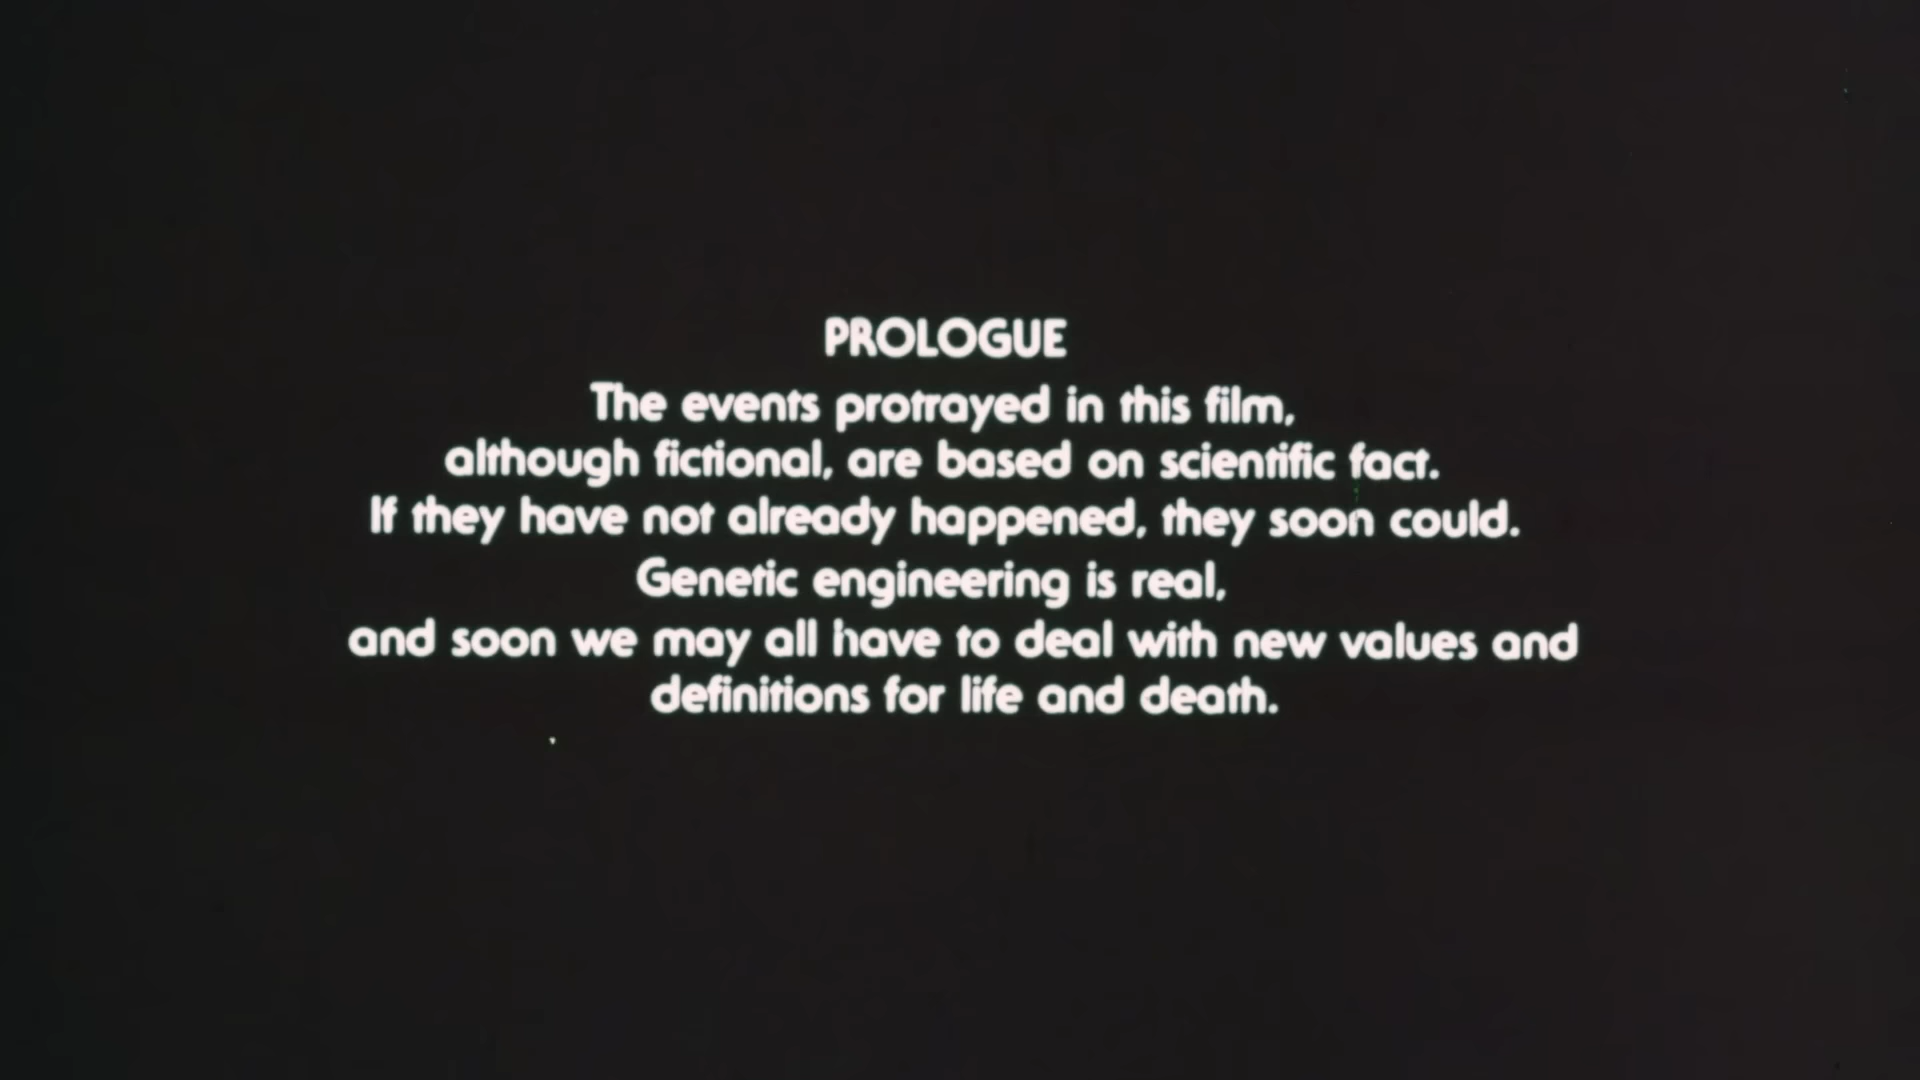 PROLOGUE
The events protrayed in this film,
although fictional, are based on scientific fact.
If they have not already happened, they soon could.
Genetic engineering is real,
and soon we may all have to deal with new values and
definitions for life and death.